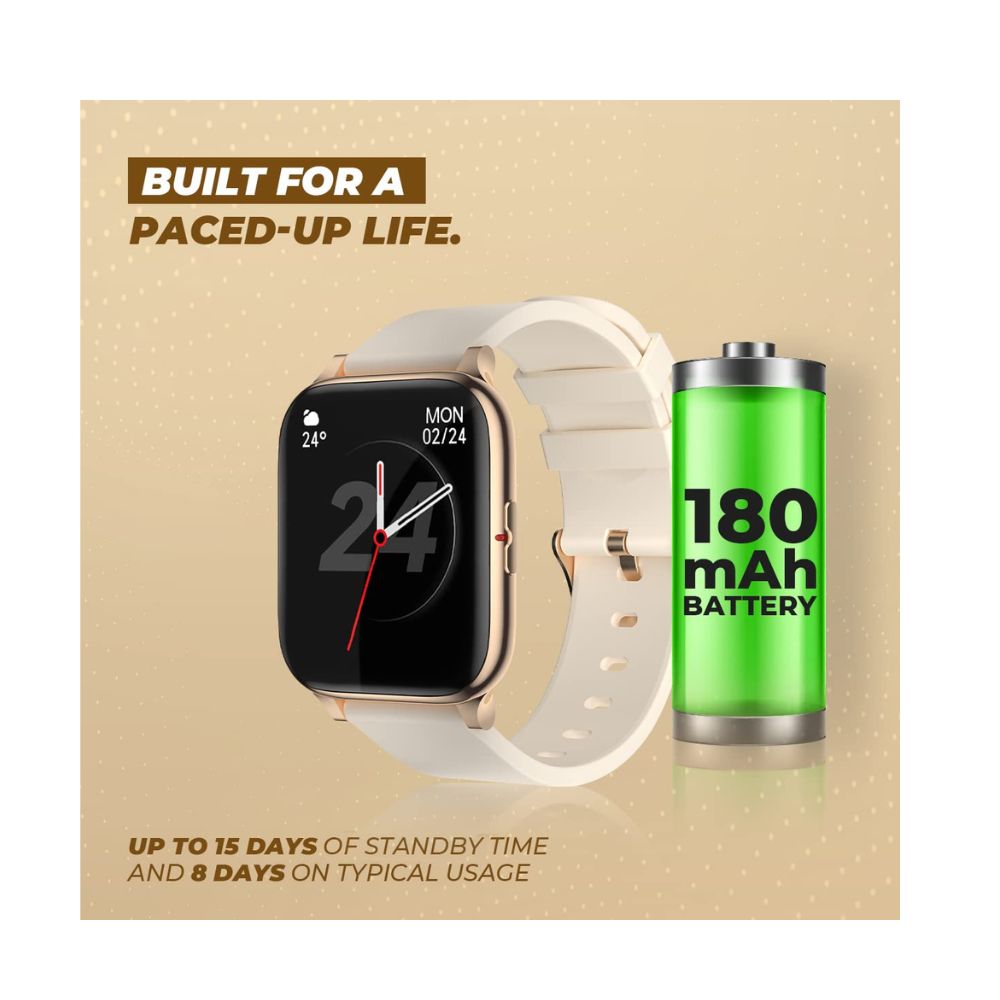 BUILT FOR A
PACED-UP LIFE.
24°
MON
02/24
24
180
mAh
BATTERY
UP TO 15 DAYS OF STANDBY TIME
AND 8 DAYS ON TYPICAL USAGE